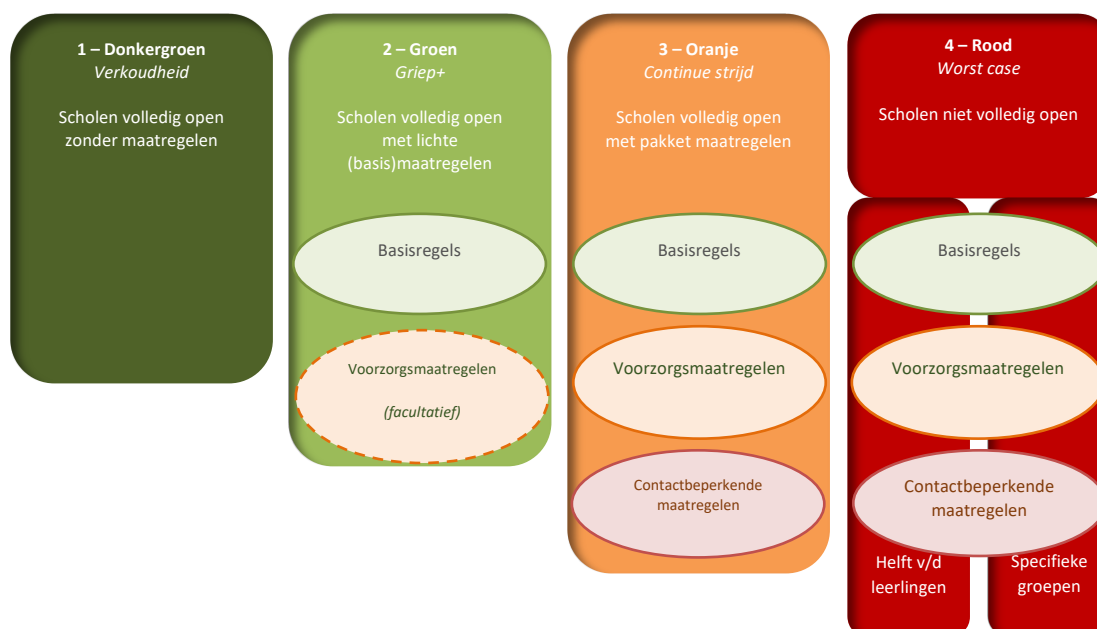 1 – Donkergroen
Verkoudheid
Scholen volledig open
zonder maatregelen
2 – Groen
Griep+
Scholen volledig open
met lichte
(basis)maatregelen
Basisregels
Voorzorgsmaatregelen
(facultatief)
3 – Oranje
Continue strijd
Scholen volledig open
met pakket maatregelen
Basisregels
Voorzorgsmaatregelen
Contactbeperkende
maatregelen
4 – Rood
Worst case
Scholen niet volledig open
Basisregels
Voorzorgsmaatregelen
Contactbeperkende
maatregelen
Helft v/d
leerlingen
Specifieke
groepen